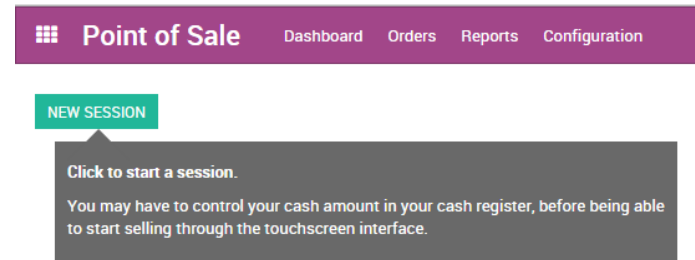 Point of Sale Dashboard Orders Reports Configuration
NEW SESSION
Click to start a session.
You may have to control your cash amount in your cash register, before being able
to start selling through the touchscreen interface.